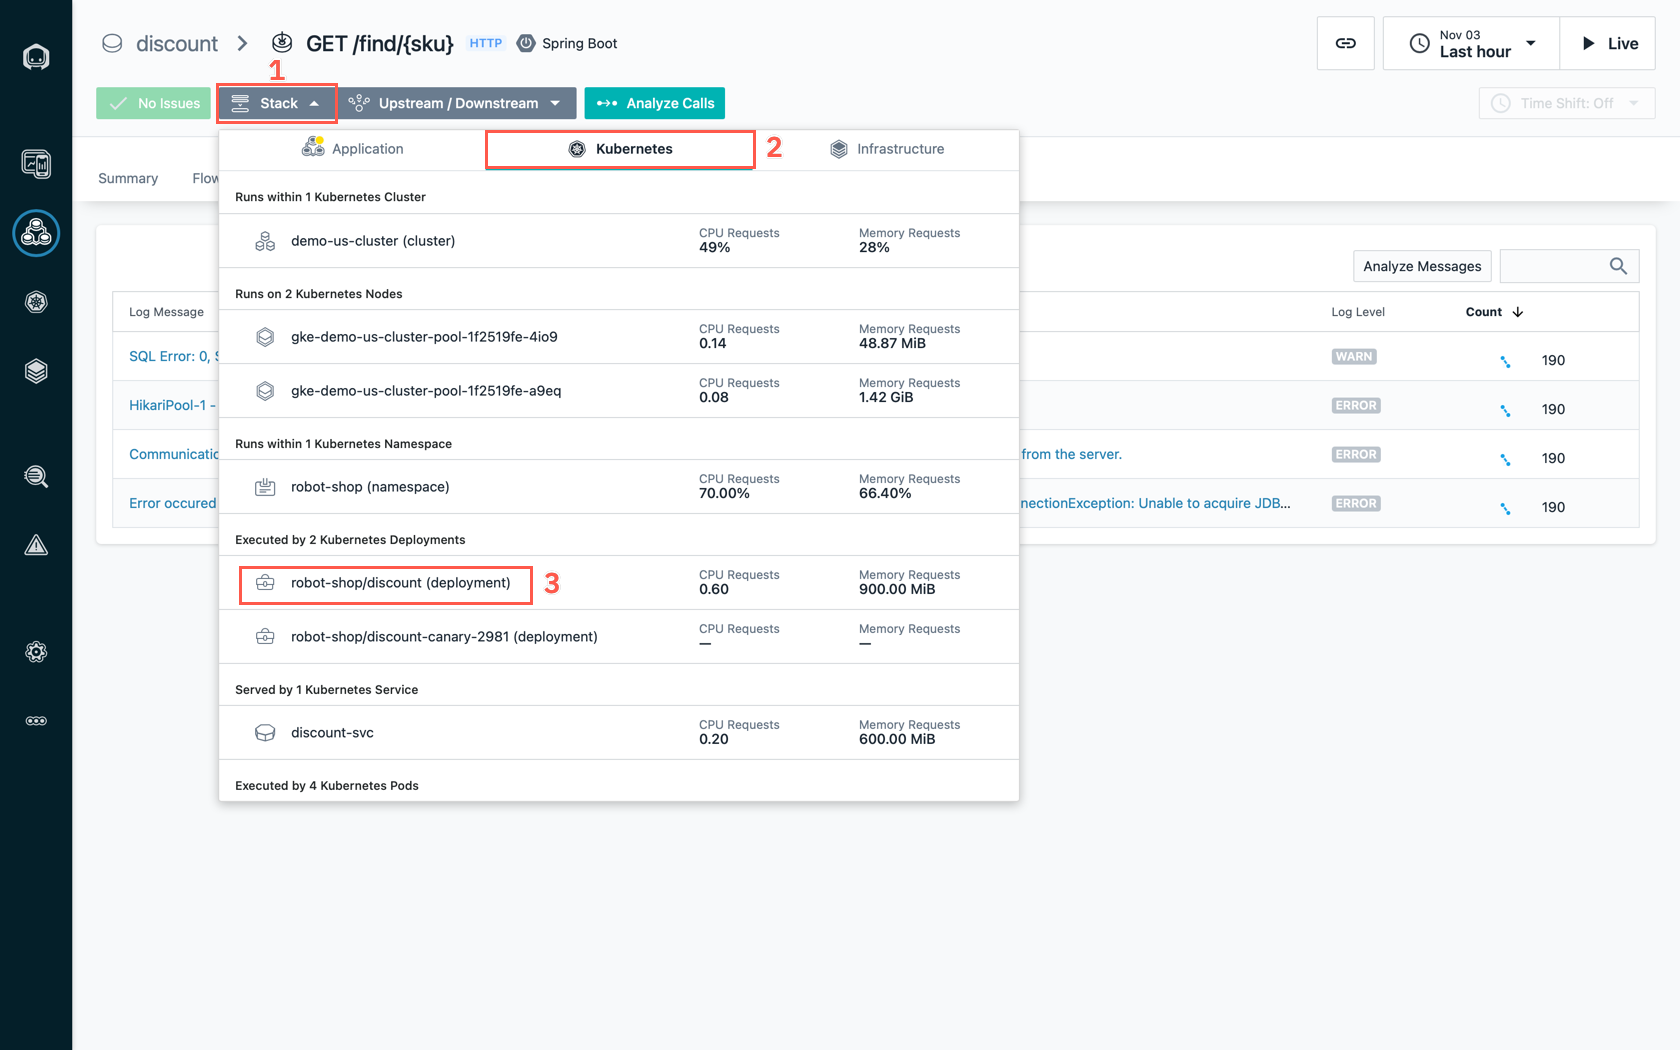 discount > GET /find/{sku} HTTP Spring Boot
Nov 03
Last hour
Live
1
No Issues
Stack
Upstream / Downstream
Analyze Calls
Time Shift: Off
Application
Kubernetes
2
Infrastructure
Summary
Flow
Runs within 1 Kubernetes Cluster
demo-us-cluster (cluster)
CPU Requests
49%
Memory Requests
28%
Analyze Messages
Runs on 2 Kubernetes Nodes
Log Message
Log Level
Count
gke-demo-us-cluster-pool-1f2519fe-4io9
CPU Requests
0.14
Memory Requests
48.87 MiB
SQL Error: 0, S
WARN
190
gke-demo-us-cluster-pool-1f2519fe-a9eq
CPU Requests
0.08
Memory Requests
1.42 GiB
HikariPool-1 -
ERROR
190
Runs within 1 Kubernetes Namespace
Communicatic
from the server.
ERROR
190
robot-shop (namespace)
CPU Requests
70.00%
Memory Requests
66.40%
Error occured
nectionException: Unable to acquire JDB...
ERROR
190
Executed by 2 Kubernetes Deployments
robot-shop/discount (deployment)
3
CPU Requests
0.60
Memory Requests
900.00 MiB
robot-shop/discount-canary-2981 (deployment)
CPU Requests
—
Memory Requests
—
Served by 1 Kubernetes Service
discount-svc
CPU Requests
0.20
Memory Requests
600.00 MiB
Executed by 4 Kubernetes Pods